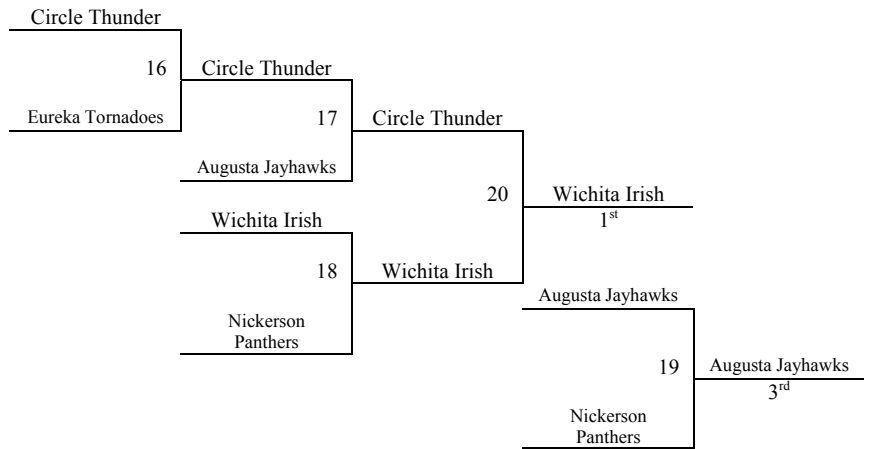 Circle Thunder
16
Circle Thunder
Eureka Tornadoes
17
Circle Thunder
Augusta Jayhawks
20
Wichita Irish
1st
Wichita Irish
18
Wichita Irish
Nickerson
Panthers
Augusta Jayhawks
19
Augusta Jayhawks
3rd
Nickerson
Panthers